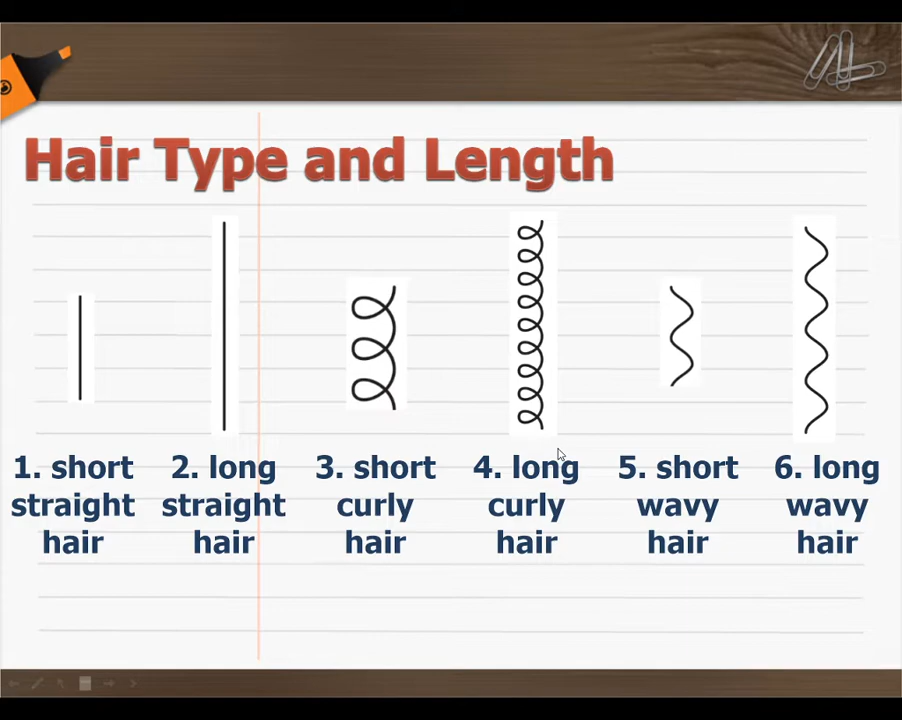 Hair Type and Length
1. short
straight
hair
2. long
straight
hair
3. short
curly
hair
4. long
curly
hair
5. short
wavy
hair
6. long
wavy
hair